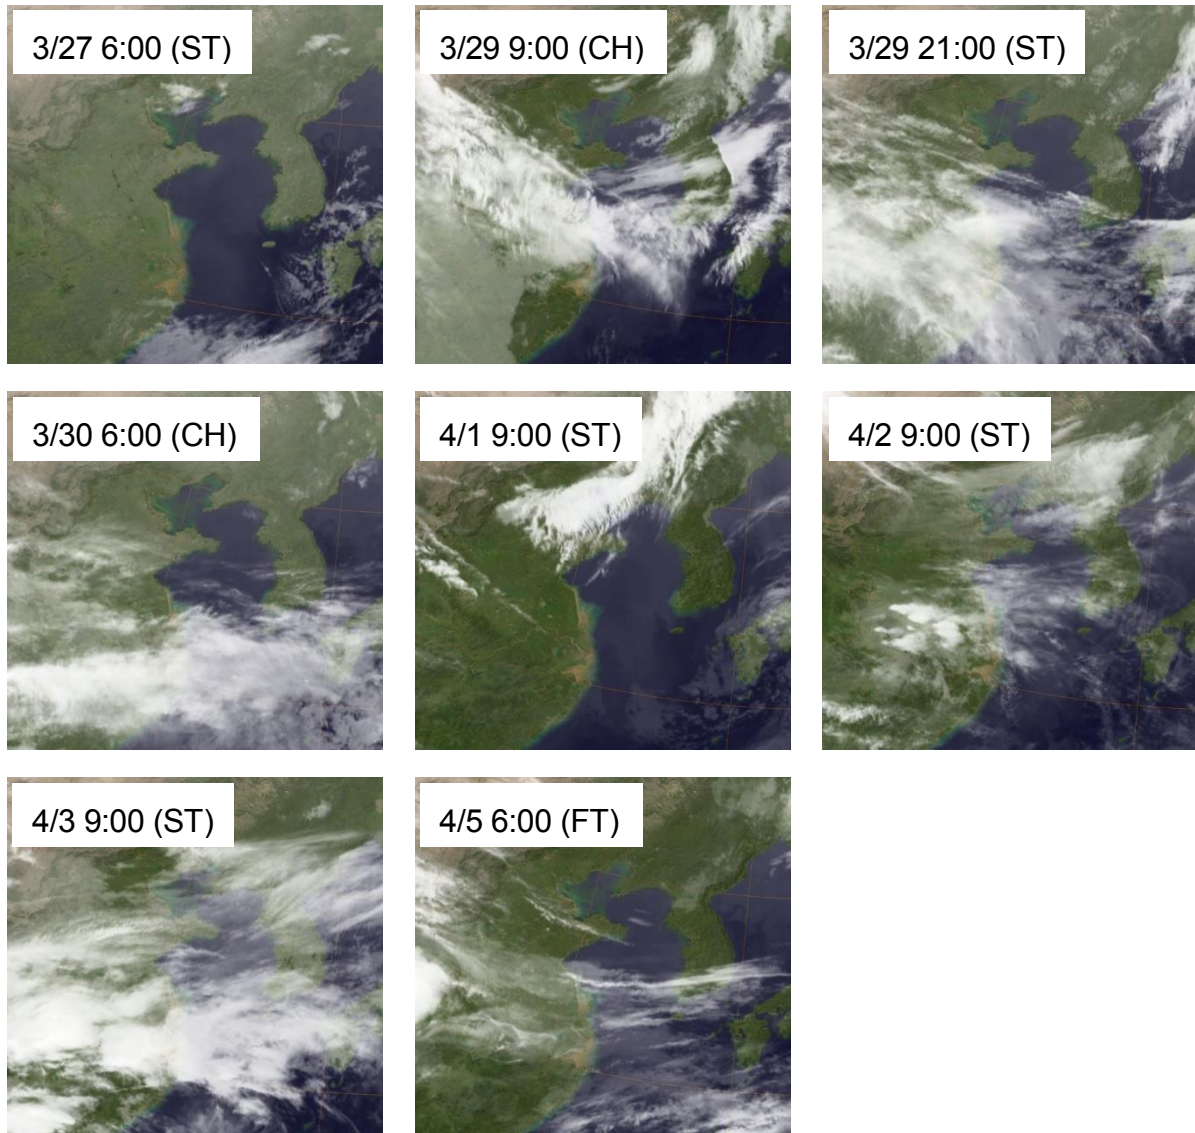 3/27 6:00 (ST)
3/29 9:00 (CH)
3/29 21:00 (ST)
3/30 6:00 (CH)
4/1 9:00 (ST)
4/2 9:00 (ST)
4/3 9:00 (ST)
4/5 6:00 (FT)